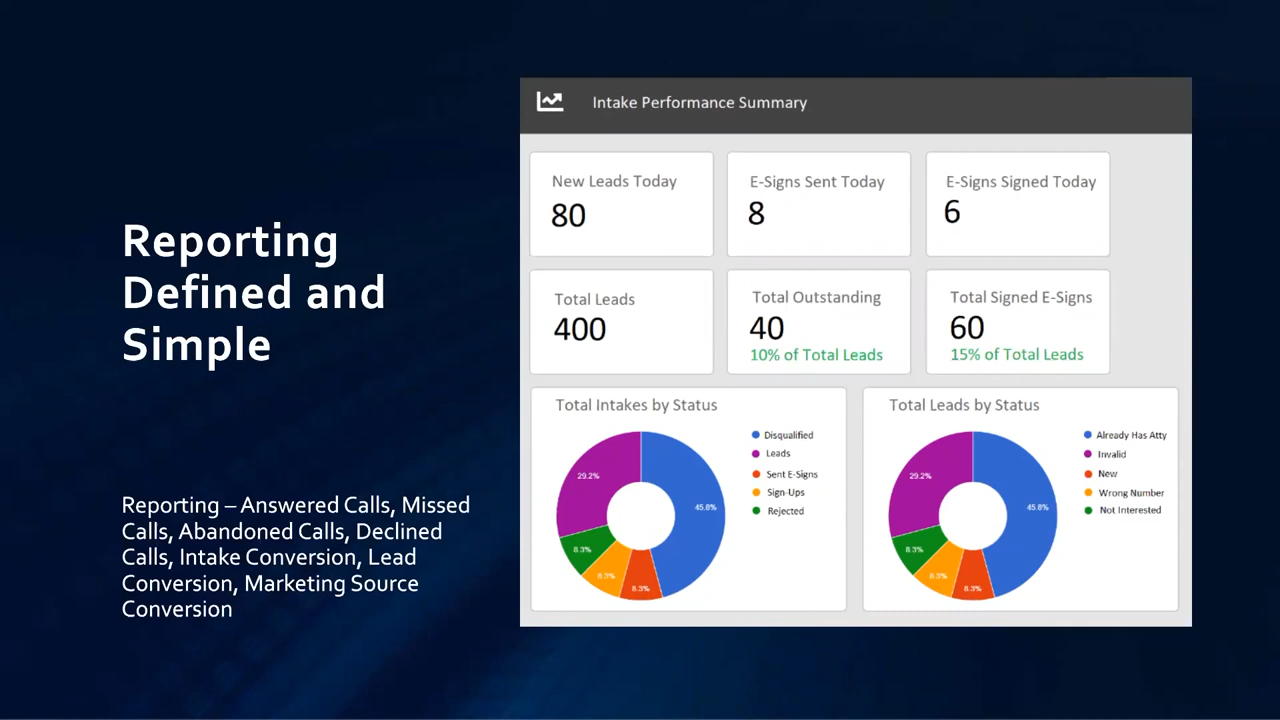 Reporting
Defined and
Simple
Reporting – Answered Calls, Missed
Calls, Abandoned Calls, Declined
Calls, Intake Conversion, Lead
Conversion, Marketing Source
Conversion
Intake Performance Summary
New Leads Today
80
E-Signs Sent Today
8
E-Signs Signed Today
6
Total Leads
400
Total Outstanding
40
10% of Total Leads
Total Signed E-Signs
60
15% of Total Leads
Total Intakes by Status
Disqualified
Leads
Sent E-Signs
Sign-Ups
Rejected
29.2%
45.8%
8.3%
8.3%
8.3%
Total Leads by Status
Already Has Atty
Invalid
New
Wrong Number
Not Interested
29.2%
45.8%
8.3%
8.3%
8.3%